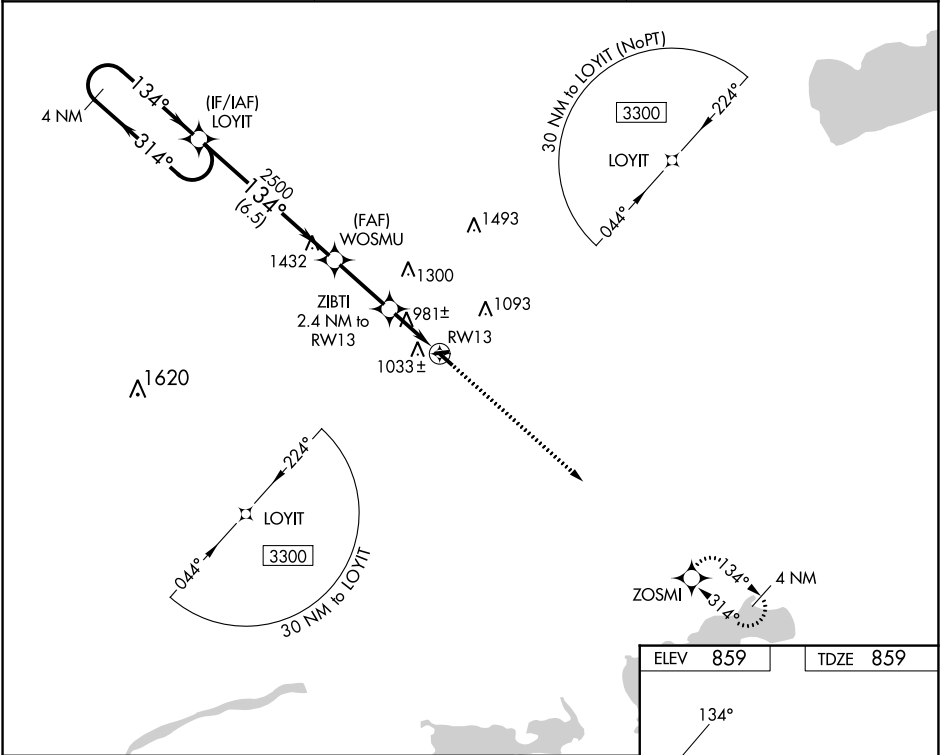 30 NM to LOYIT (NoPT)
3300
224°
LOYIT
044°
134°
4 NM
314°
(IF/IAF)
LOYIT
2500
134°
(6.5)
(FAF)
WOSMU
1432
1493
1300
ZIBTI
2.4 NM to
RW13
981±
1093
RW13
1033±
1620
224°
LOYIT
3300
044°
30 NM to LOYIT
ZOSMI
134°
4 NM
314°
ELEV 859
TDZE 859
134°